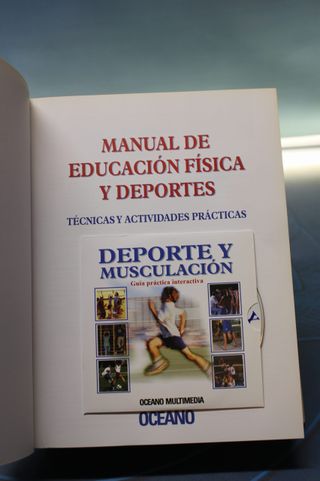 MANUAL DE
EDUCACIÓN FÍSICA
Y DEPORTES
TÉCNICAS Y ACTIVIDADES PRÁCTICAS
DEPORTE Y
MUSCULACIÓN
Guía práctica interactiva
OCEANO MULTIMEDIA
OCEANO